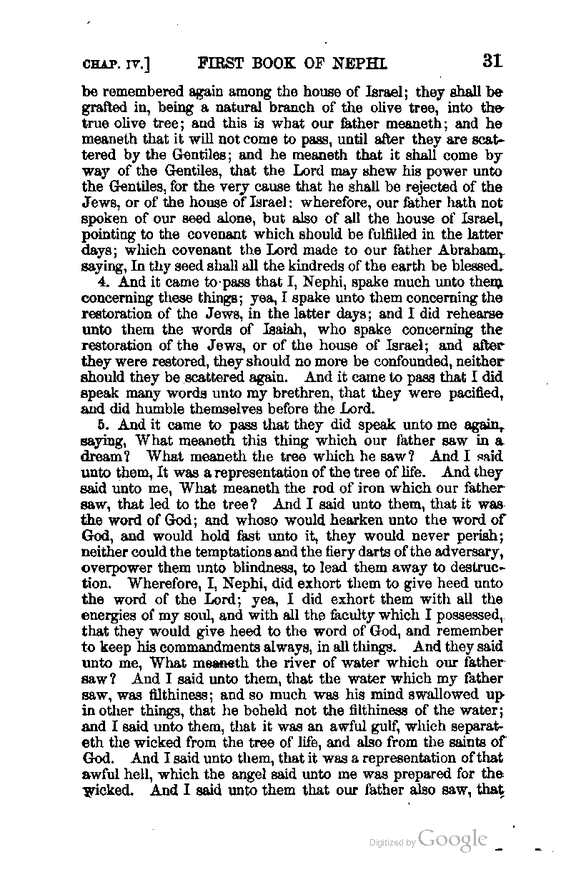 CHAP. IV.] FIRST BOOK OF NEPHI. 31
be remembered again among the house of Israel; they shall be
grafted in, being a natural branch of the olive tree, into the
true olive tree; and this is what our father meaneth; and he
meaneth that it will not come to pass, until after they are scat-
tered by the Gentiles; and he meaneth that it shall come by
way of the Gentiles, that the Lord may shew his power unto
the Gentiles, for the very cause that he shall be rejected of the
Jews, or of the house of Israel: wherefore, our father hath not
spoken of our seed alone, but also of all the house of Israel,
pointing to the covenant which should be fulfilled in the latter
days; which covenant the Lord made to our father Abraham,
saying, In thy seed shall all the kindreds of the earth be blessed.
4. And it came to pass that I, Nephi, spake much unto them
concerning these things; yea, I spake unto them concerning the
restoration of the Jews, in the latter days; and I did rehearse
unto them the words of Isaiah, who spake concerning the
restoration of the Jews, or of the house of Israel; and after
they were restored, they should no more be confounded, neither
should they be scattered again. And it came to pass that I did
speak many words unto my brethren, that they were pacified,
and did humble themselves before the Lord.
5. And it came to pass that they did speak unto me again,
saying, What meaneth this thing which our father saw in a
dream? What meaneth the tree which he saw? And I said
unto them, It was a representation of the tree of life. And they
said unto me, What meaneth the rod of iron which our father
saw, that led to the tree? And I said unto them, that it was
the word of God; and whoso would hearken unto the word of
God, and would hold fast unto it, they would never perish;
neither could the temptations and the fiery darts of the adversary,
overpower them unto blindness, to lead them away to destruc-
tion. Wherefore, I, Nephi, did exhort them to give heed unto
the word of the Lord; yea, I did exhort them with all the
energies of my soul, and with all the faculty which I possessed,
that they would give heed to the word of God, and remember
to keep his commandments always, in all things. And they said
unto me, What meaneth the river of water which our father
saw? And I said unto them, that the water which my father
saw, was filthiness; and so much was his mind swallowed up
in other things, that he beheld not the filthiness of the water;
and I said unto them, that it was an awful gulf, which separat-
eth the wicked from the tree of life, and also from the saints of
God. And I said unto them, that it was a representation of that
awful hell, which the angel said unto me was prepared for the
wicked. And I said unto them that our father also saw, that
Digitized by Google